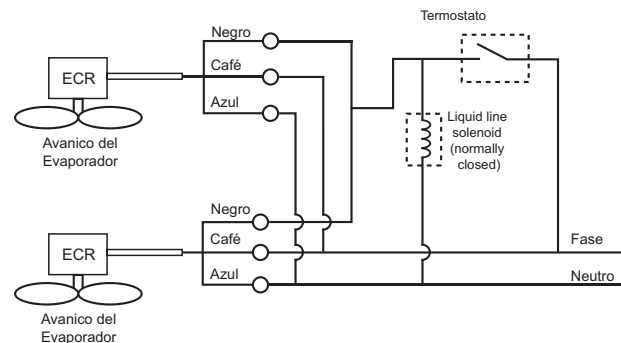 Termostato
Negro
Café
Azul
ECR
Avanico del
Evaporador
Liquid line
solenoid
(normally
closed)
Negro
Café
Azul
ECR
Avanico del
Evaporador
Fase
Neutro